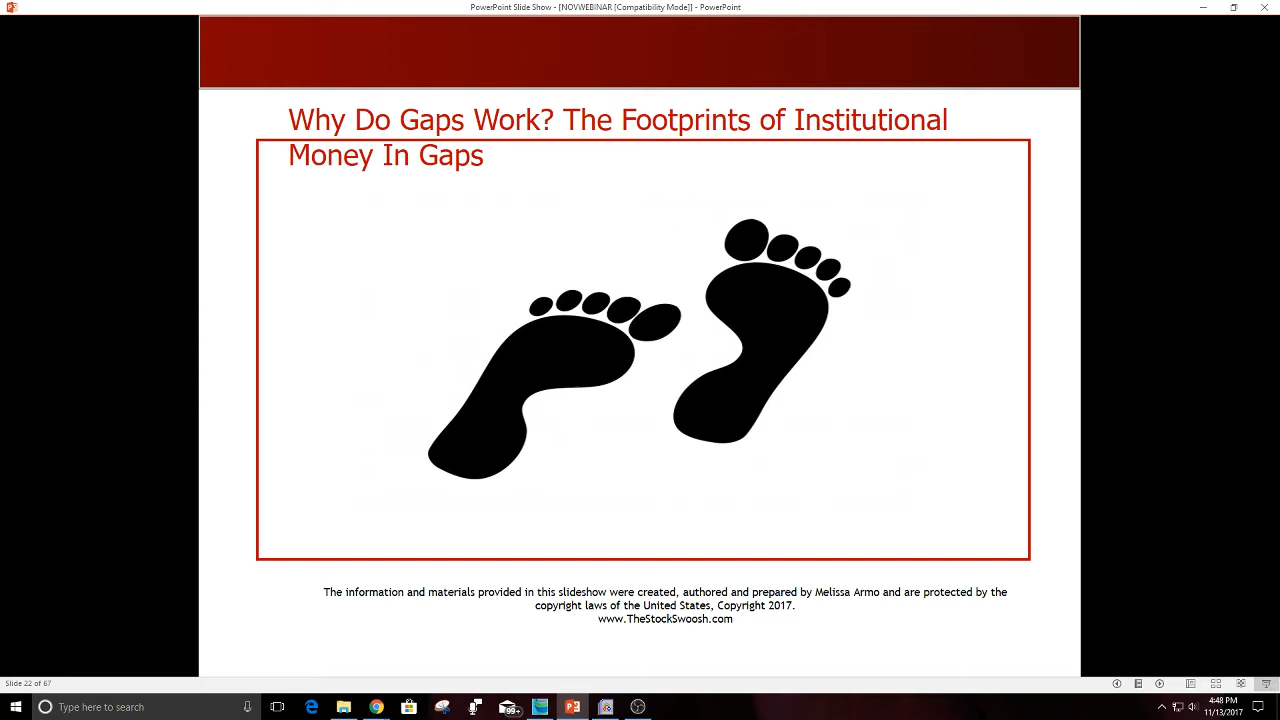 PowerPoint Slide Show - [NOVWEBINAR [Compatibility Mode]] - PowerPoint
Why Do Gaps Work? The Footprints of Institutional
Money In Gaps
The information and materials provided in this slideshow were created, authored and prepared by Melissa Armo and are protected by the
copyright laws of the United States, Copyright 2017.
www.TheStockSwoosh.com
Slide 22 of 67
Type here to search
4:48 PM
11/13/2017